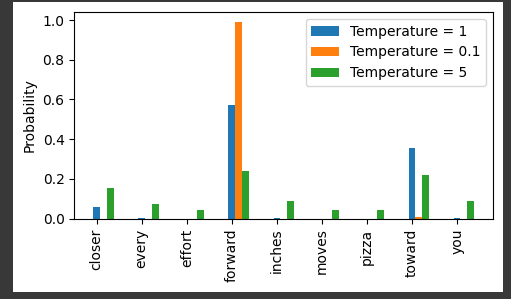 1.0
0.8
0.6
0.4
0.2
0.0
Probability
Temperature = 1
Temperature = 0.1
Temperature = 5
closer
every
effort
forward
inches
moves
pizza
toward
you